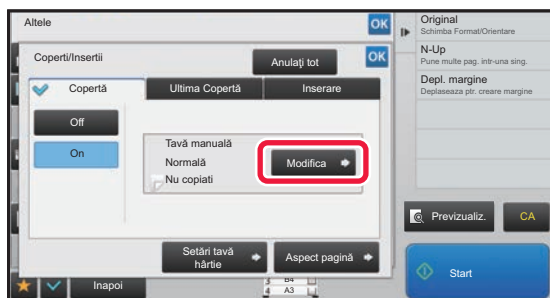 Altele
OK
Coperti/Insertii
Anulaţi tot
OK
Copertă
Ultima Copertă
Inserare
Off
On
Tavă manuală
Normală
Nu copiati
Modifica
Setări tavă
hârtie
Aspect pagină
Inapoi
3 B4
4 A3
Original
Schimba Format/Orientare
N-Up
Pune multe pag. intr-una sing.
Depl. margine
Deplaseaza ptr. creare margine
Previzualiz.
CA
Start